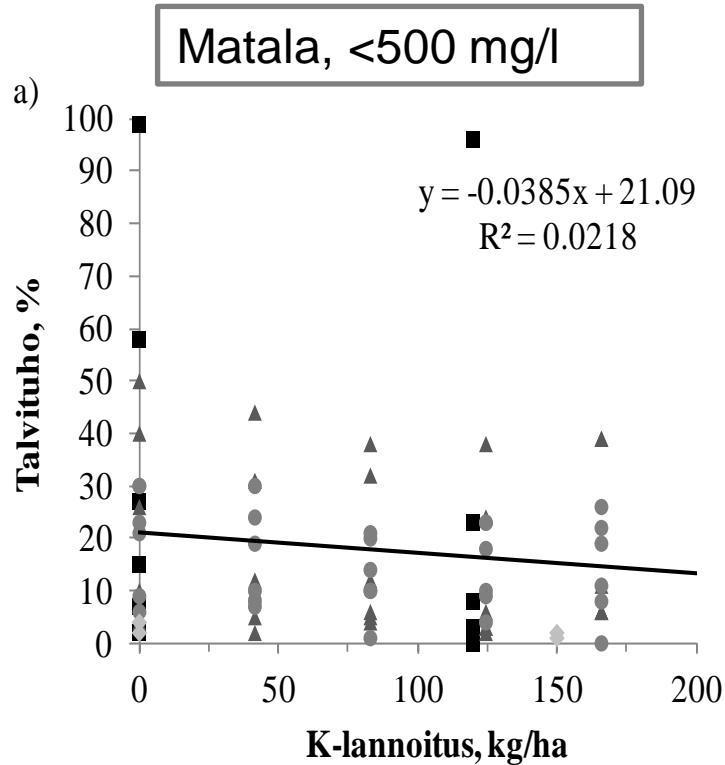 Matala, <500 mg/l
a)
y = -0.0385x + 21.09
R² = 0.0218
Talvituho, %
100
90
80
70
60
50
40
30
20
10
0
0 50 100 150 200
K-lannoitus, kg/ha